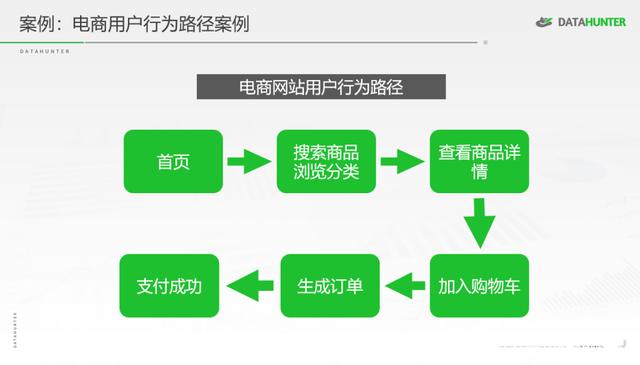 案例：电商用户行为路径案例
DATAHUNTER
DATAHUNTER
电商网站用户行为路径
首页
搜索商品
浏览分类
查看商品详
情
支付成功
生成订单
加入购物车
DATAHUNTER